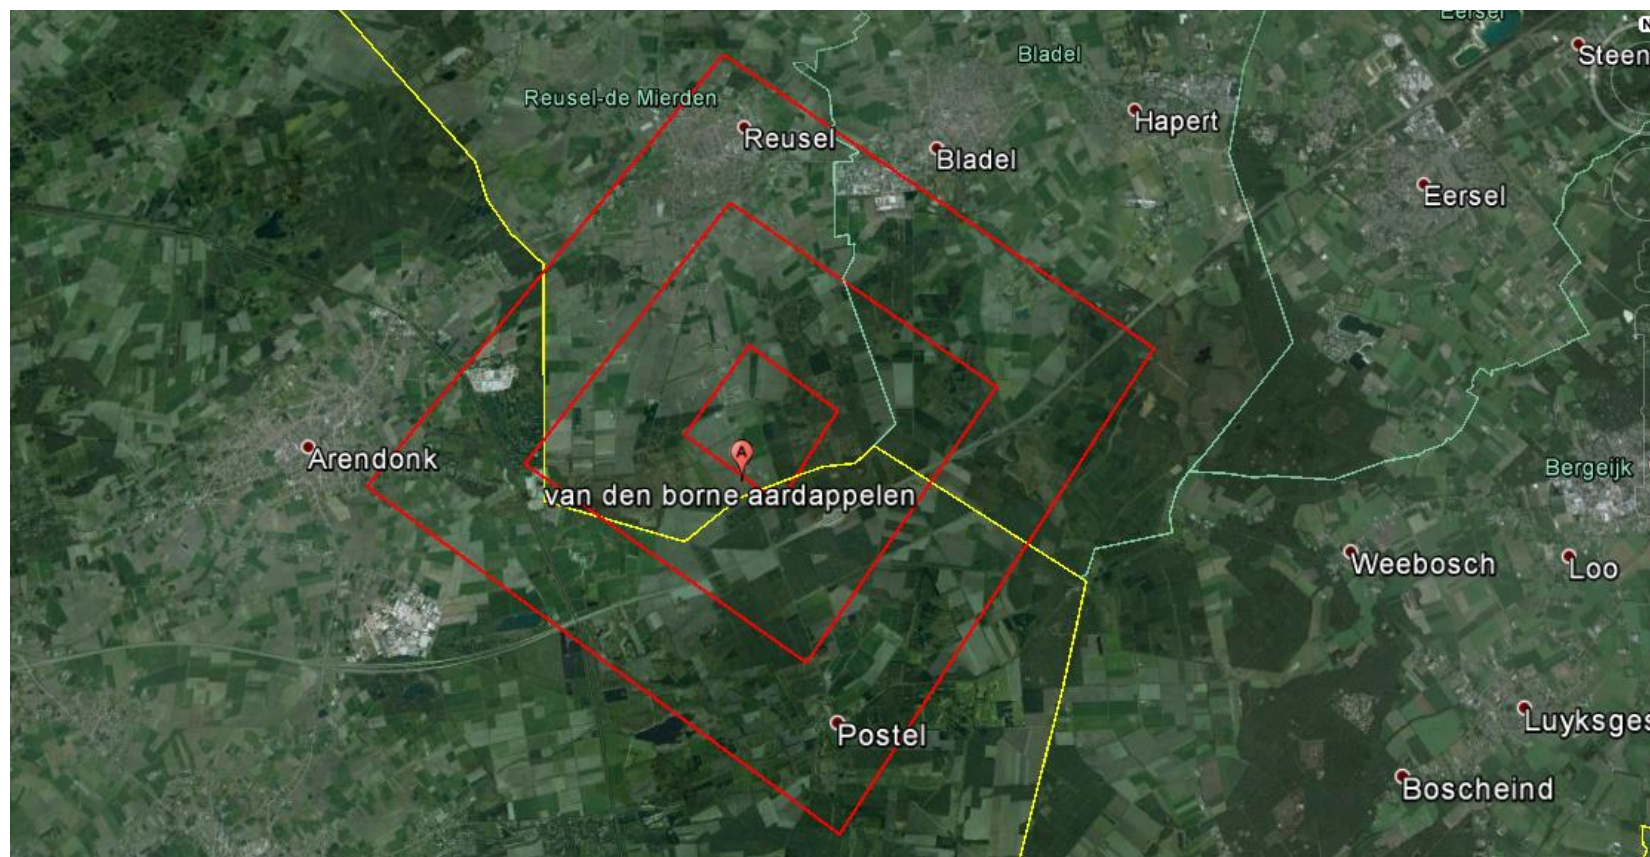 Eersel
Steen
Bladel
Reusel-de Mierden
Hapert
Reusel
Bladel
Eersel
Arendonk
A
van den borne aardappelen
Bergeijk
Weebosch
Loo
Luyksges
Postel
Boscheind
N